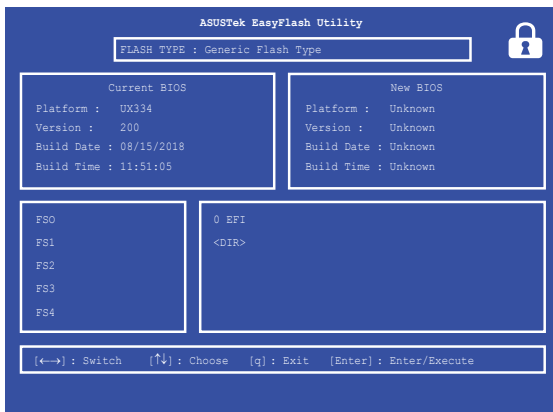 ASUSTek EasyFlash Utility
FLASH TYPE : Generic Flash Type
Current BIOS
Platform : UX334
Version : 200
Build Date : 08/15/2018
Build Time : 11:51:05
New BIOS
Platform : Unknown
Version : Unknown
Build Date : Unknown
Build Time : Unknown
FSO
FS1
FS2
FS3
FS4
0 EFI
<DIR>
[←→] : Switch [↑↓] : Choose [q] : Exit [Enter] : Enter/Execute